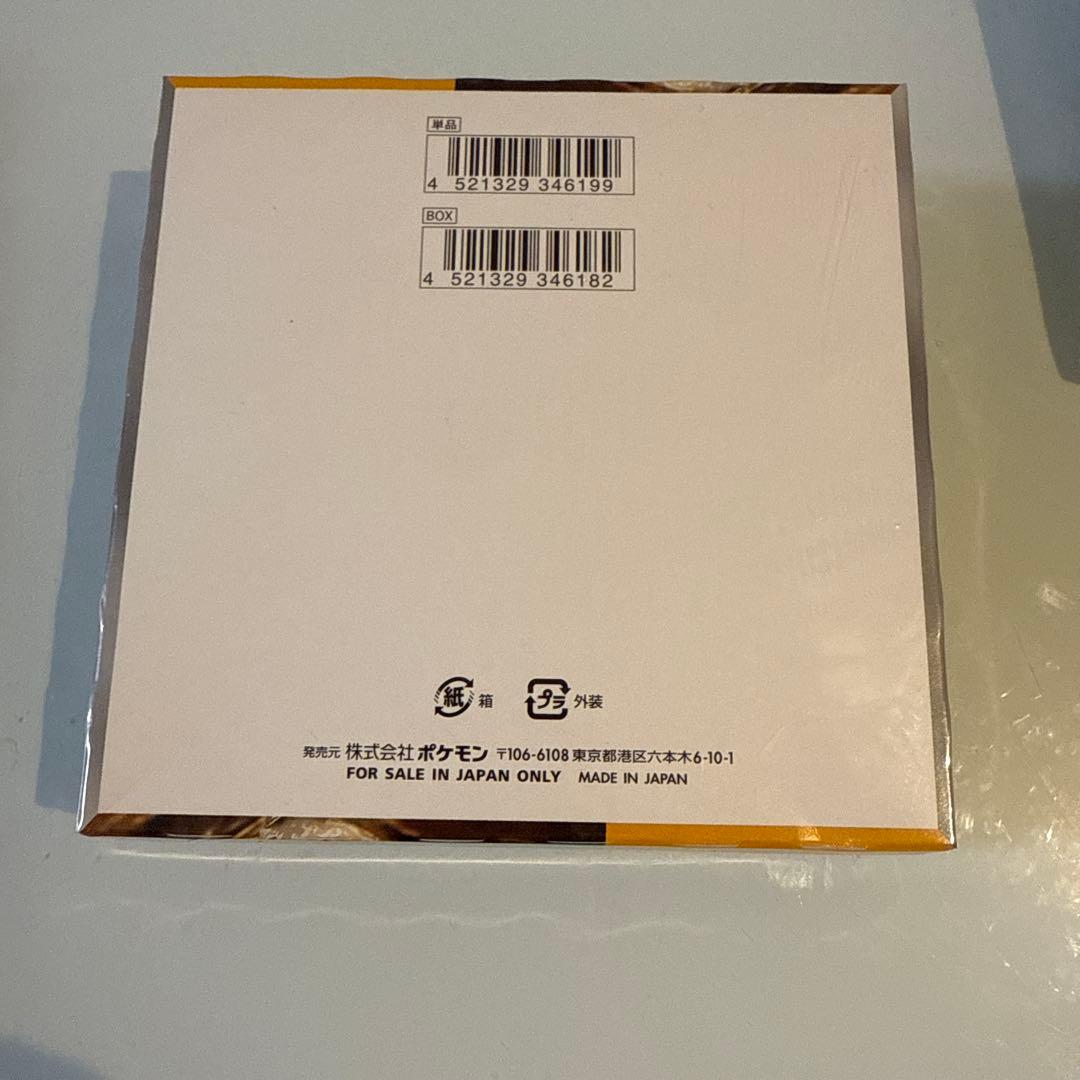 単品
4 521329 346199
BOX
4 521329 346182
紙 箱 プラ 外装
発売元 株式会社 ポケモン 〒106-6108 東京都港区六本木6-10-1
FOR SALE IN JAPAN ONLY MADE IN JAPAN